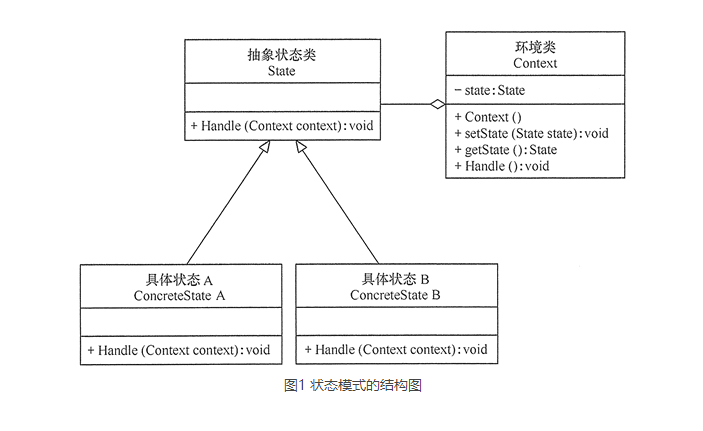 抽象状态类
State
+ Handle (Context context) : void
环境类
Context
− state : State
+ Context ()
+ setState (State state) : void
+ getState () : State
+ Handle () : void
具体状态 A
ConcreteState A
+ Handle (Context context) : void
具体状态 B
ConcreteState B
+ Handle (Context context) : void
图1 状态模式的结构图